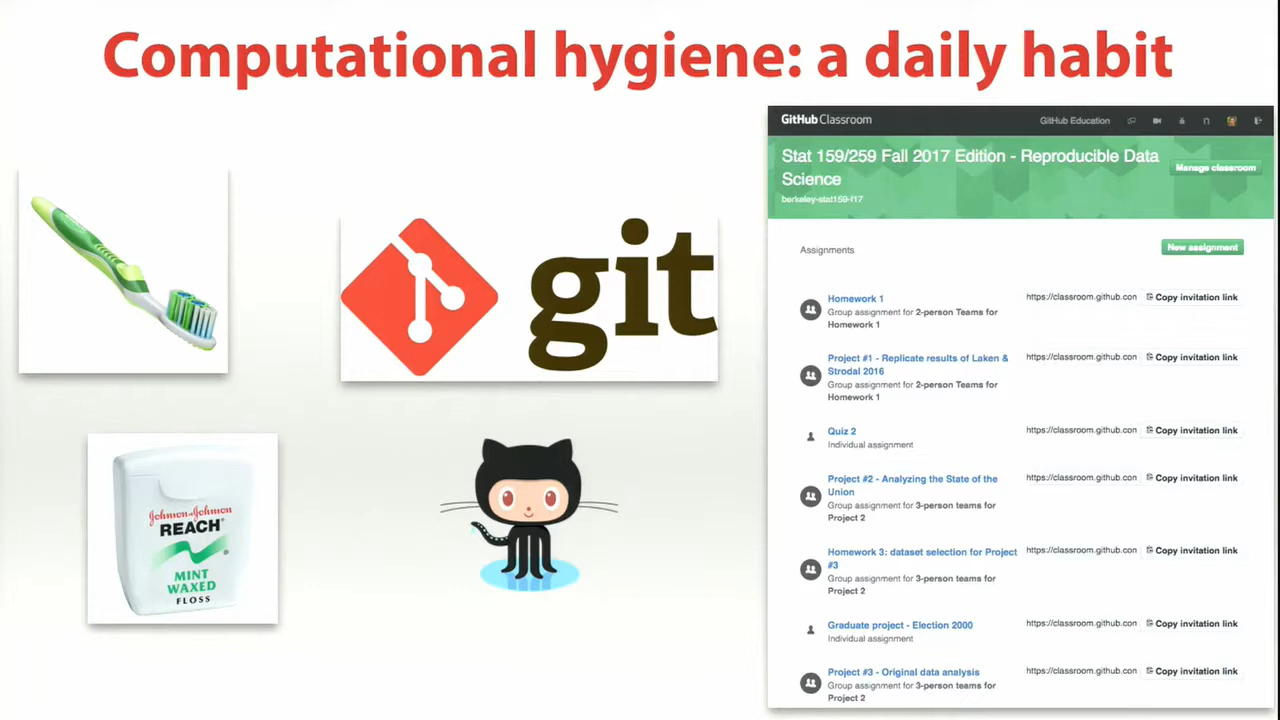 Computational hygiene: a daily habit
git
Johnson & Johnson
REACH®
MINT
WAXED
FLOSS
GitHub Classroom
GitHub Education
Stat 159/259 Fall 2017 Edition - Reproducible Data
Science
Manage classroom
berkeley-stat159-f17
Assignments
New assignment
Homework 1
Group assignment for 2-person Teams for
Homework 1
https://classroom.github.con
Copy invitation link
Project #1 - Replicate results of Laken &
Strodal 2016
Group assignment for 2-person Teams for
Homework 1
https://classroom.github.con
Copy invitation link
Quiz 2
Individual assignment
https://classroom.github.con
Copy invitation link
Project #2 - Analyzing the State of the
Union
Group assignment for 3-person teams for
Project 2
https://classroom.github.con
Copy invitation link
Homework 3: dataset selection for Project
#3
Group assignment for 3-person teams for
Project 2
https://classroom.github.con
Copy invitation link
Graduate project - Election 2000
Individual assignment
https://classroom.github.con
Copy invitation link
Project #3 - Original data analysis
Group assignment for 3-person teams for
Project 2
https://classroom.github.con
Copy invitation link